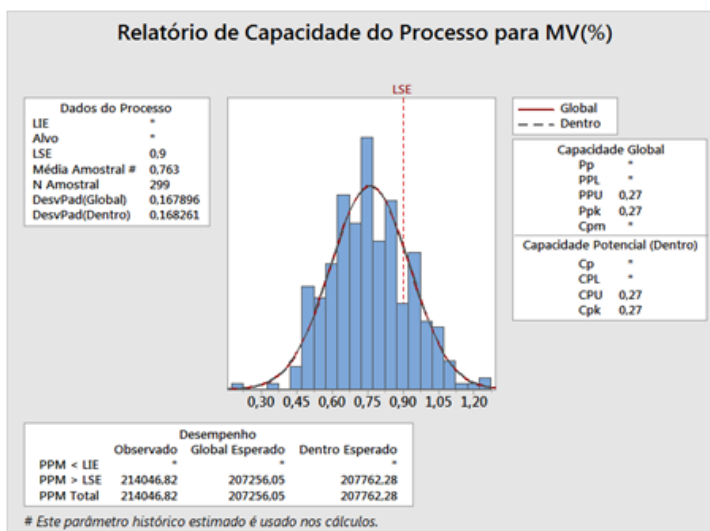 Relatório de Capacidade do Processo para MV(%)
LSE
Dados do Processo
LIE *
Alvo *
LSE 0,9
Média Amostral # 0,763
N Amostral 299
DesvPad(Global) 0,167896
DesvPad(Dentro) 0,168261
Global
Dentro
Capacidade Global
Pp *
PPL *
PPU 0,27
Ppk 0,27
Cpm *
Capacidade Potencial (Dentro)
Cp *
CPL *
CPU 0,27
Cpk 0,27
0,30 0,45 0,60 0,75 0,90 1,05 1,20
Desempenho
Observado Global Esperado Dentro Esperado
PPM < LIE * * *
PPM > LSE 214046,82 207256,05 207762,28
PPM Total 214046,82 207256,05 207762,28
# Este parâmetro histórico estimado é usado nos cálculos.